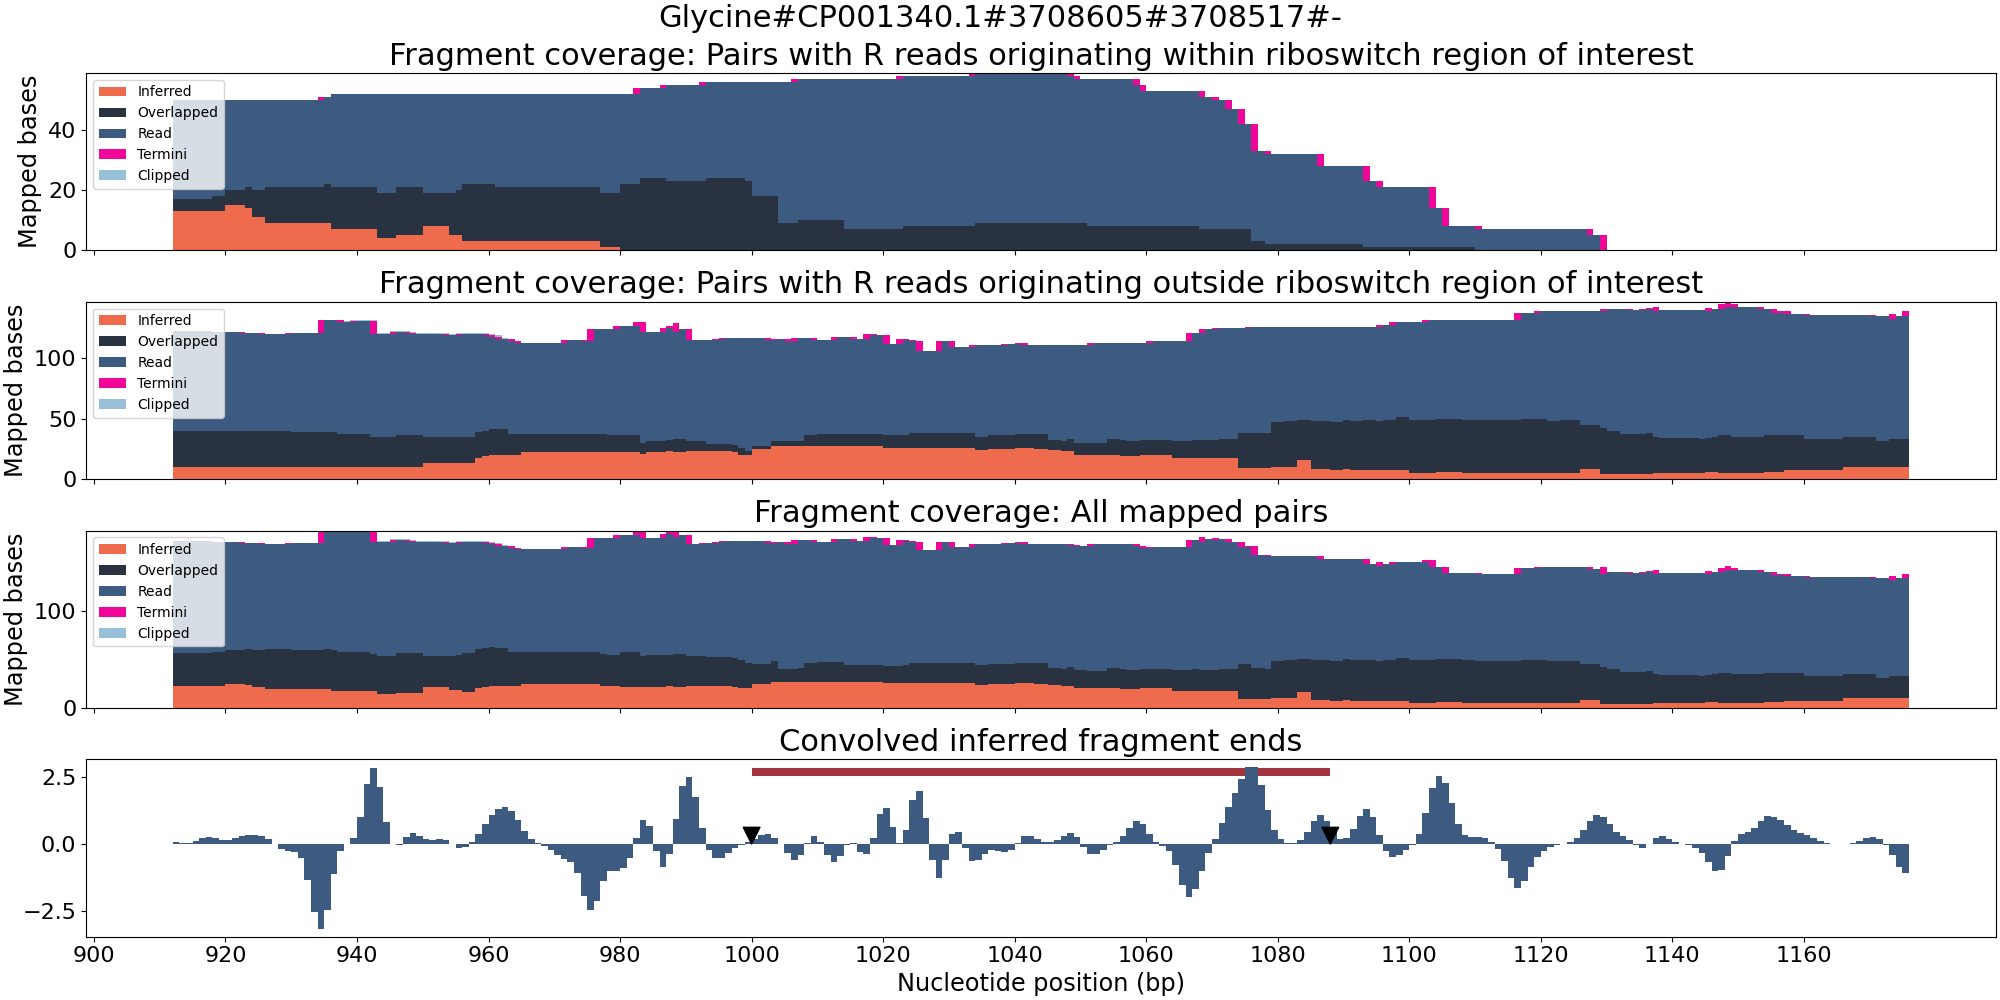 Glycine#CP001340.1#3708605#3708517#-
Fragment coverage: Pairs with R reads originating within riboswitch region of interest
Mapped bases
40
20
0
Inferred
Overlapped
Read
Termini
Clipped
Fragment coverage: Pairs with R reads originating outside riboswitch region of interest
Mapped bases
100
50
0
Inferred
Overlapped
Read
Termini
Clipped
Fragment coverage: All mapped pairs
Mapped bases
100
0
Inferred
Overlapped
Read
Termini
Clipped
Convolved inferred fragment ends
2.5
0.0
−2.5
900 920 940 960 980 1000 1020 1040 1060 1080 1100 1120 1140 1160
Nucleotide position (bp)